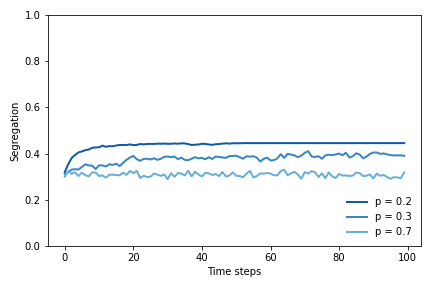 1.0
0.8
0.6
0.4
0.2
0.0
Segregation
0 20 40 60 80 100
Time steps
p = 0.2
p = 0.3
p = 0.7